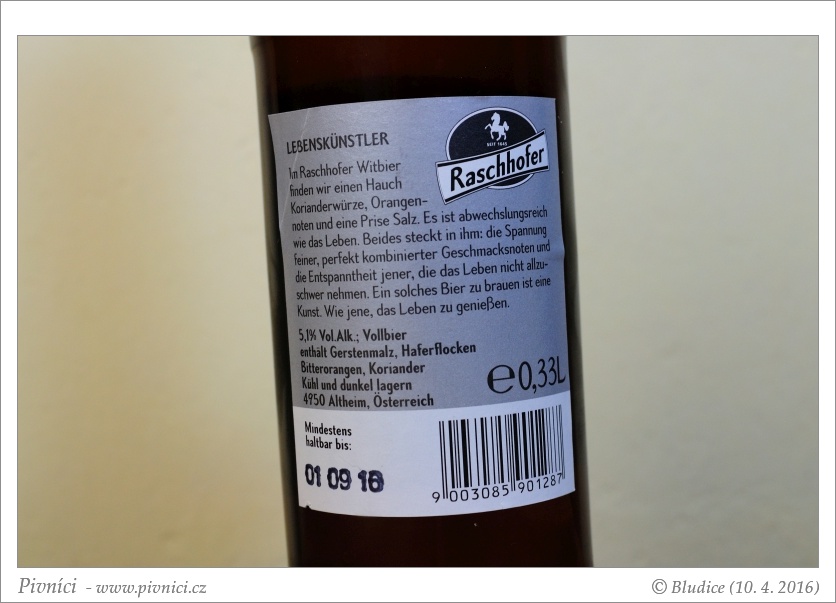 LEBENSKÜNSTLER
SEIT 1645
Raschhofer
Im Raschhofer Witbier
finden wir einen Hauch
Korianderwürze, Orangen-
noten und eine Prise Salz. Es ist abwechslungsreich
wie das Leben. Beides steckt in ihm: die Spannung
feiner, perfekt kombinierter Geschmacksnoten und
die Entspanntheit jener, die das Leben nicht allzu-
schwer nehmen. Ein solches Bier zu brauen ist eine
Kunst. Wie jene, das Leben zu genießen.
5,1% Vol.Alk.; Vollbier
enthält Gerstenmalz, Haferflocken
Bitterorangen, Koriander
Kühl und dunkel lagern
4950 Altheim, Österreich
℮0,33L
Mindestens
haltbar bis:
01 09 16
9 003085 901287
Pivníci - www.pivnici.cz
© Bludice (10. 4. 2016)